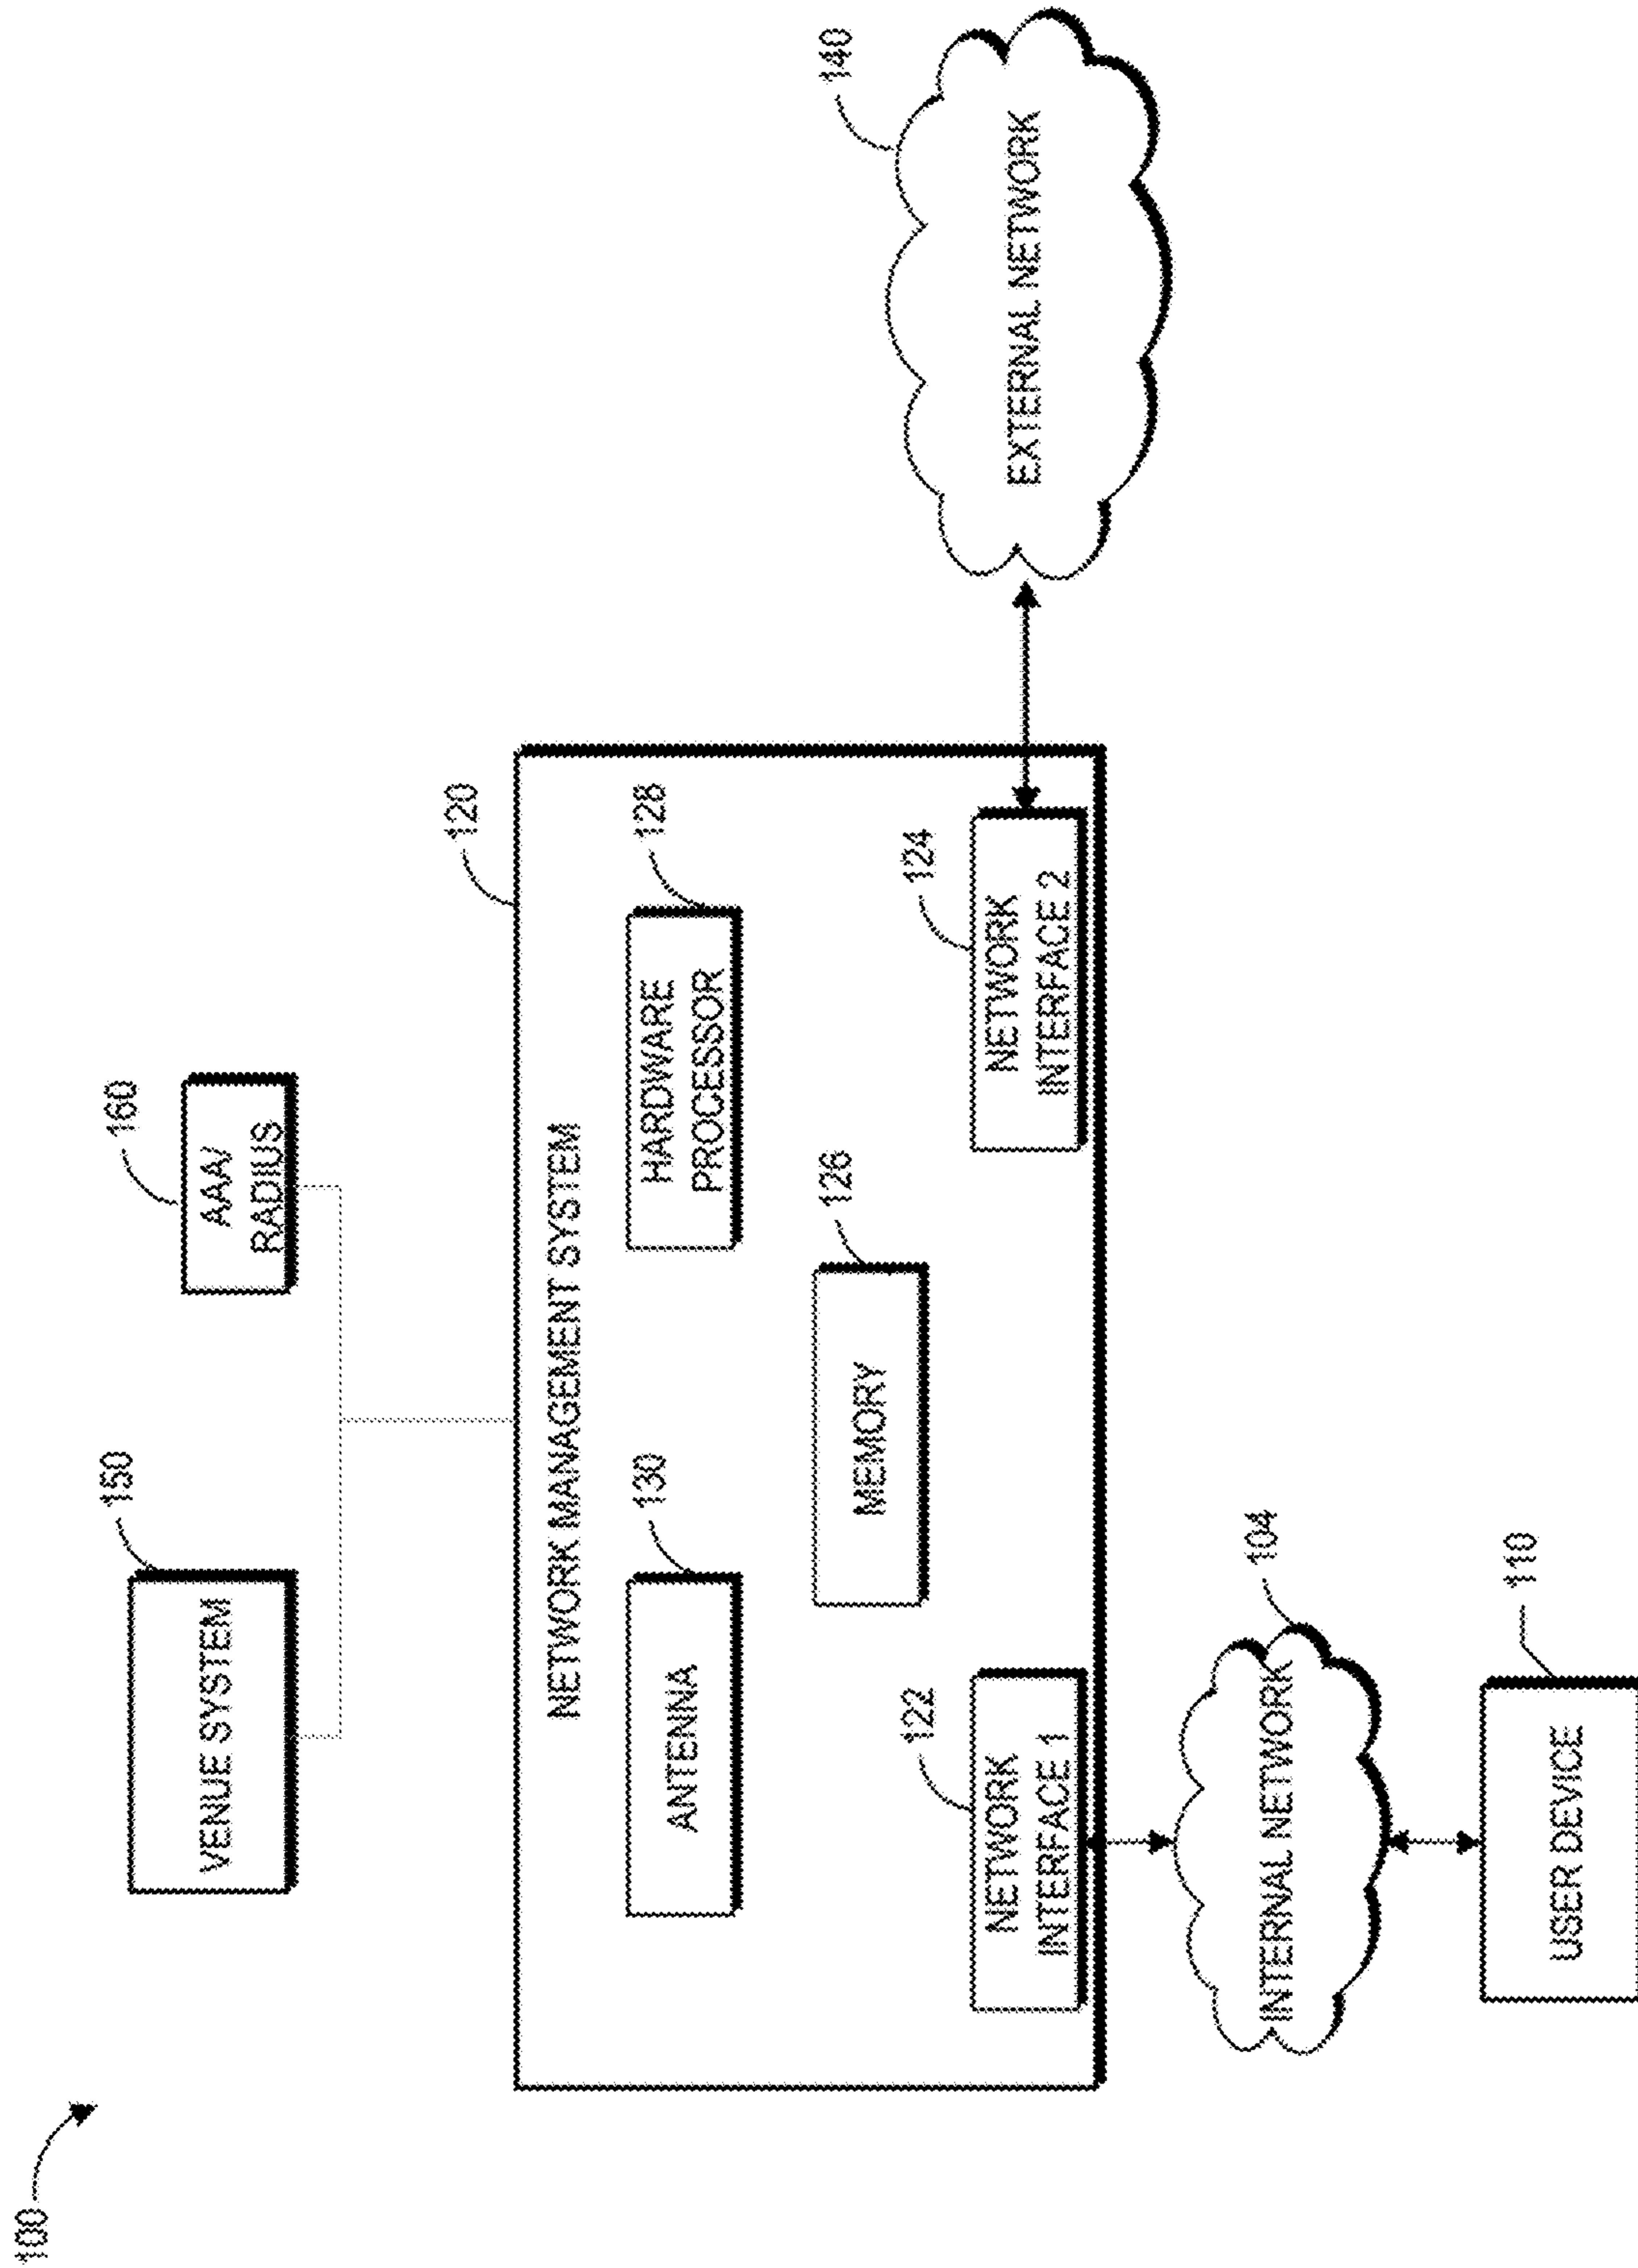 100
150
VENUE SYSTEM
160
AAA/
RADIUS
120
NETWORK MANAGEMENT SYSTEM
130
ANTENNA
128
HARDWARE
PROCESSOR
126
MEMORY
122
NETWORK
INTERFACE 1
124
NETWORK
INTERFACE 2
140
EXTERNAL NETWORK
104
INTERNAL NETWORK
110
USER DEVICE